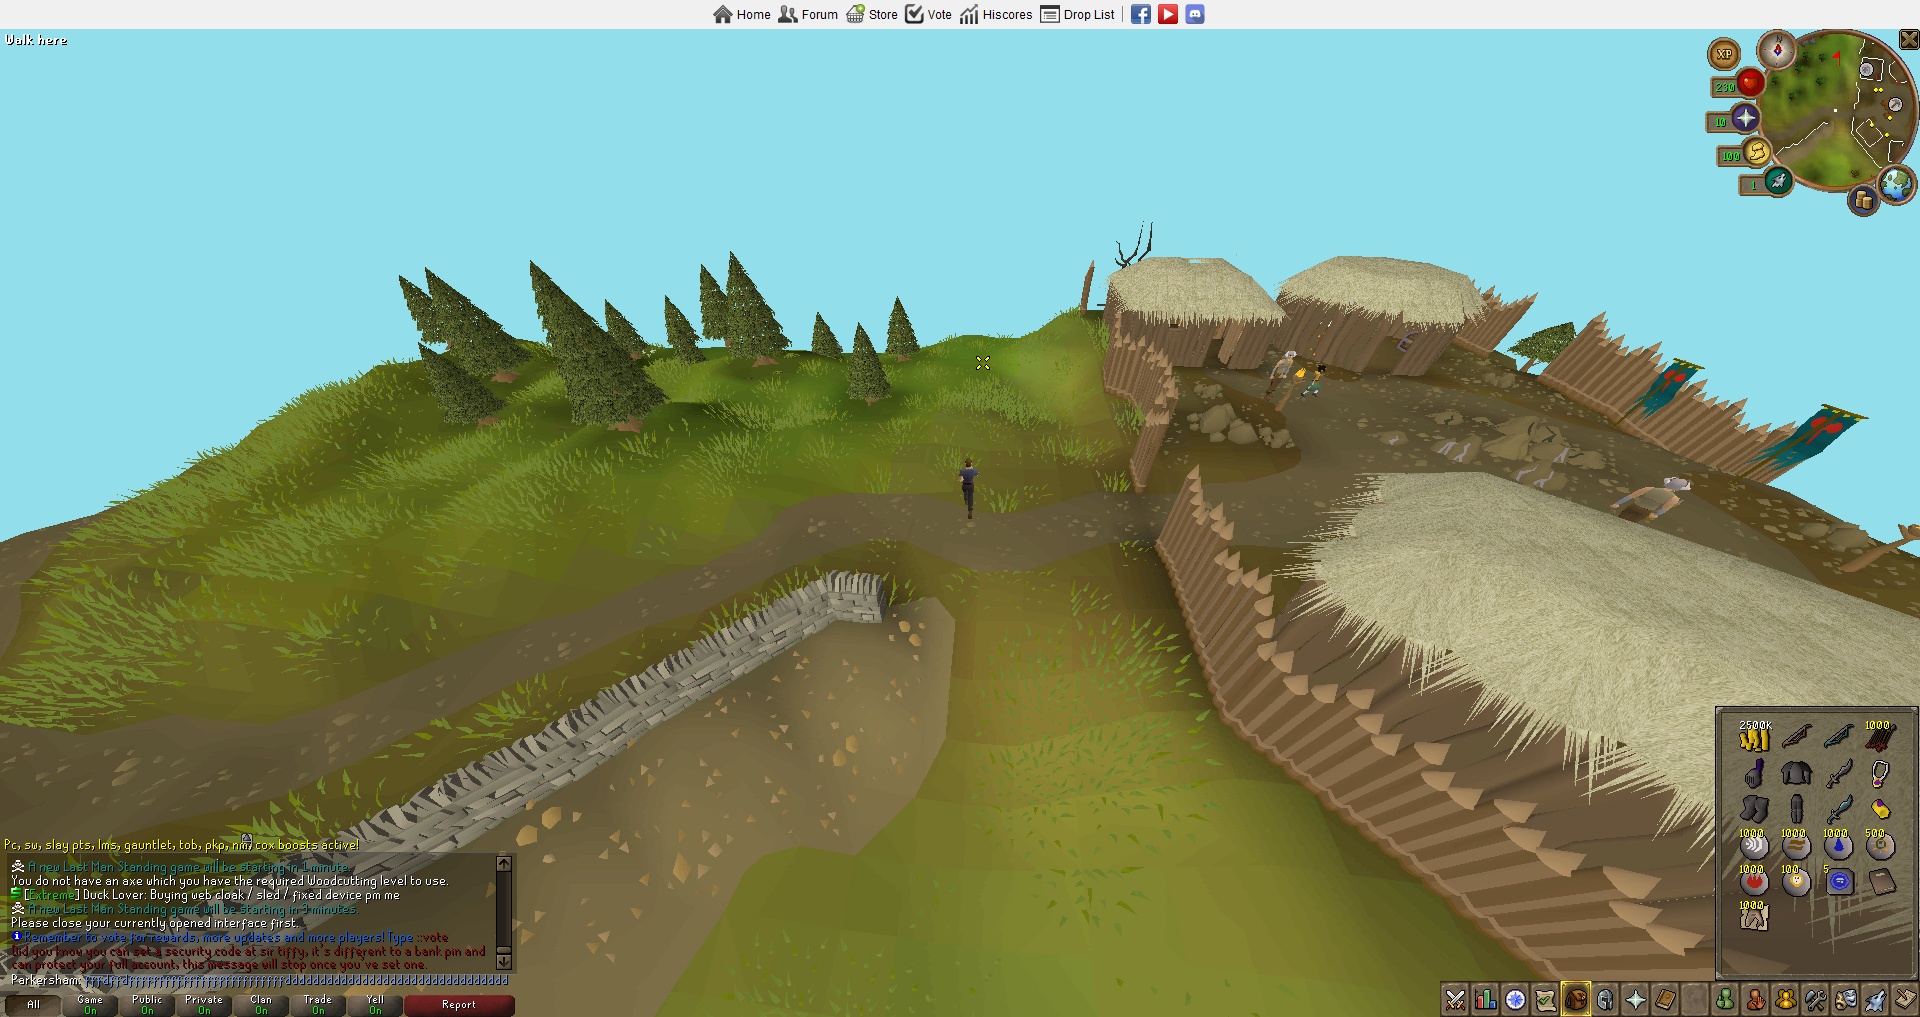 Home Forum Store Vote Hiscores Drop List
Walk here
XP
N
230
10
100
1
2500K 1000
1000 1000 1000 500
1000 100 5
1000
Pc, sw, slay pts, lms, gauntlet, tob, pkp, nm, cox boosts active!
A new Last Man Standing game will be starting in 1 minute.
You do not have an axe which you have the required Woodcutting level to use.
[Extreme] Duck Lover: Buying web cloak / sled / fixed device pm me
A new Last Man Standing game will be starting in 3 minutes.
Please close your currently opened interface first.
Remember to vote for rewards, more updates and more players! Type ::vote
Did you know you can set a security code at sir tiffy, it's different to a bank pin and
can protect your full account, this message will stop once you've set one.
Parkersham:
All Game Public Private Clan Trade Yell Report
On On On On On On